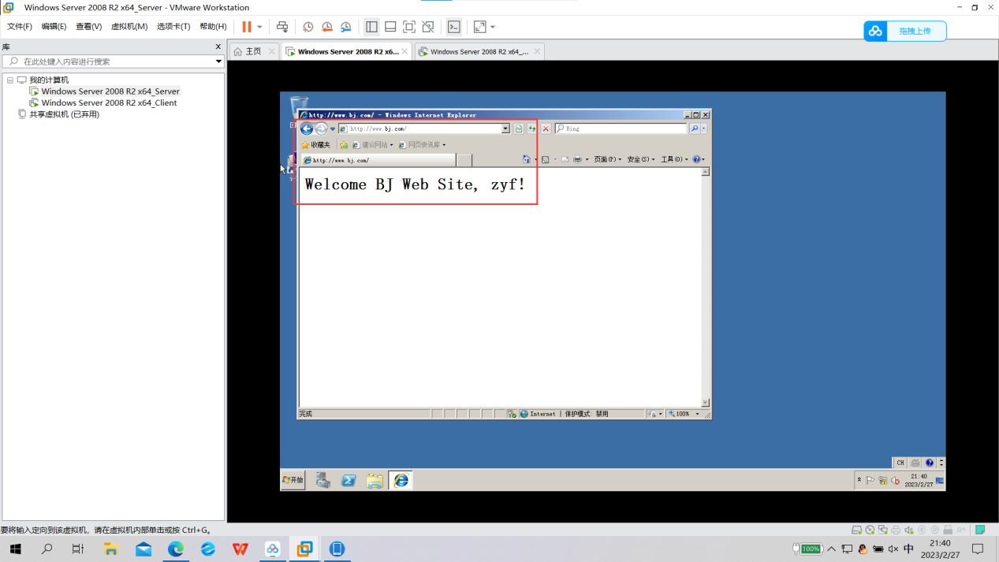 Windows Server 2008 R2 x64_Server - VMware Workstation
文件(F) 编辑(E) 查看(V) 虚拟机(M) 选项卡(T) 帮助(H)
拖拽上传
库
在此处键入内容进行搜索
我的计算机
Windows Server 2008 R2 x64_Server
Windows Server 2008 R2 x64_Client
共享虚拟机 (已弃用)
主页
Windows Server 2008 R2 x6...
Windows Server 2008 R2 x64_...
http://www.bj.com/ - Windows Internet Explorer
http://www.bj.com/
Bing
收藏夹 建议网站 网页快讯库
http://www.bj.com/
页面(P) 安全(S) 工具(O)
Welcome BJ Web Site, zyf!
完成
Internet | 保护模式: 禁用
100%
CH
开始
21:40
2023/2/27
要将输入定向到该虚拟机，请在虚拟机内部单击或按 Ctrl+G。
100%
中
21:40
2023/2/27